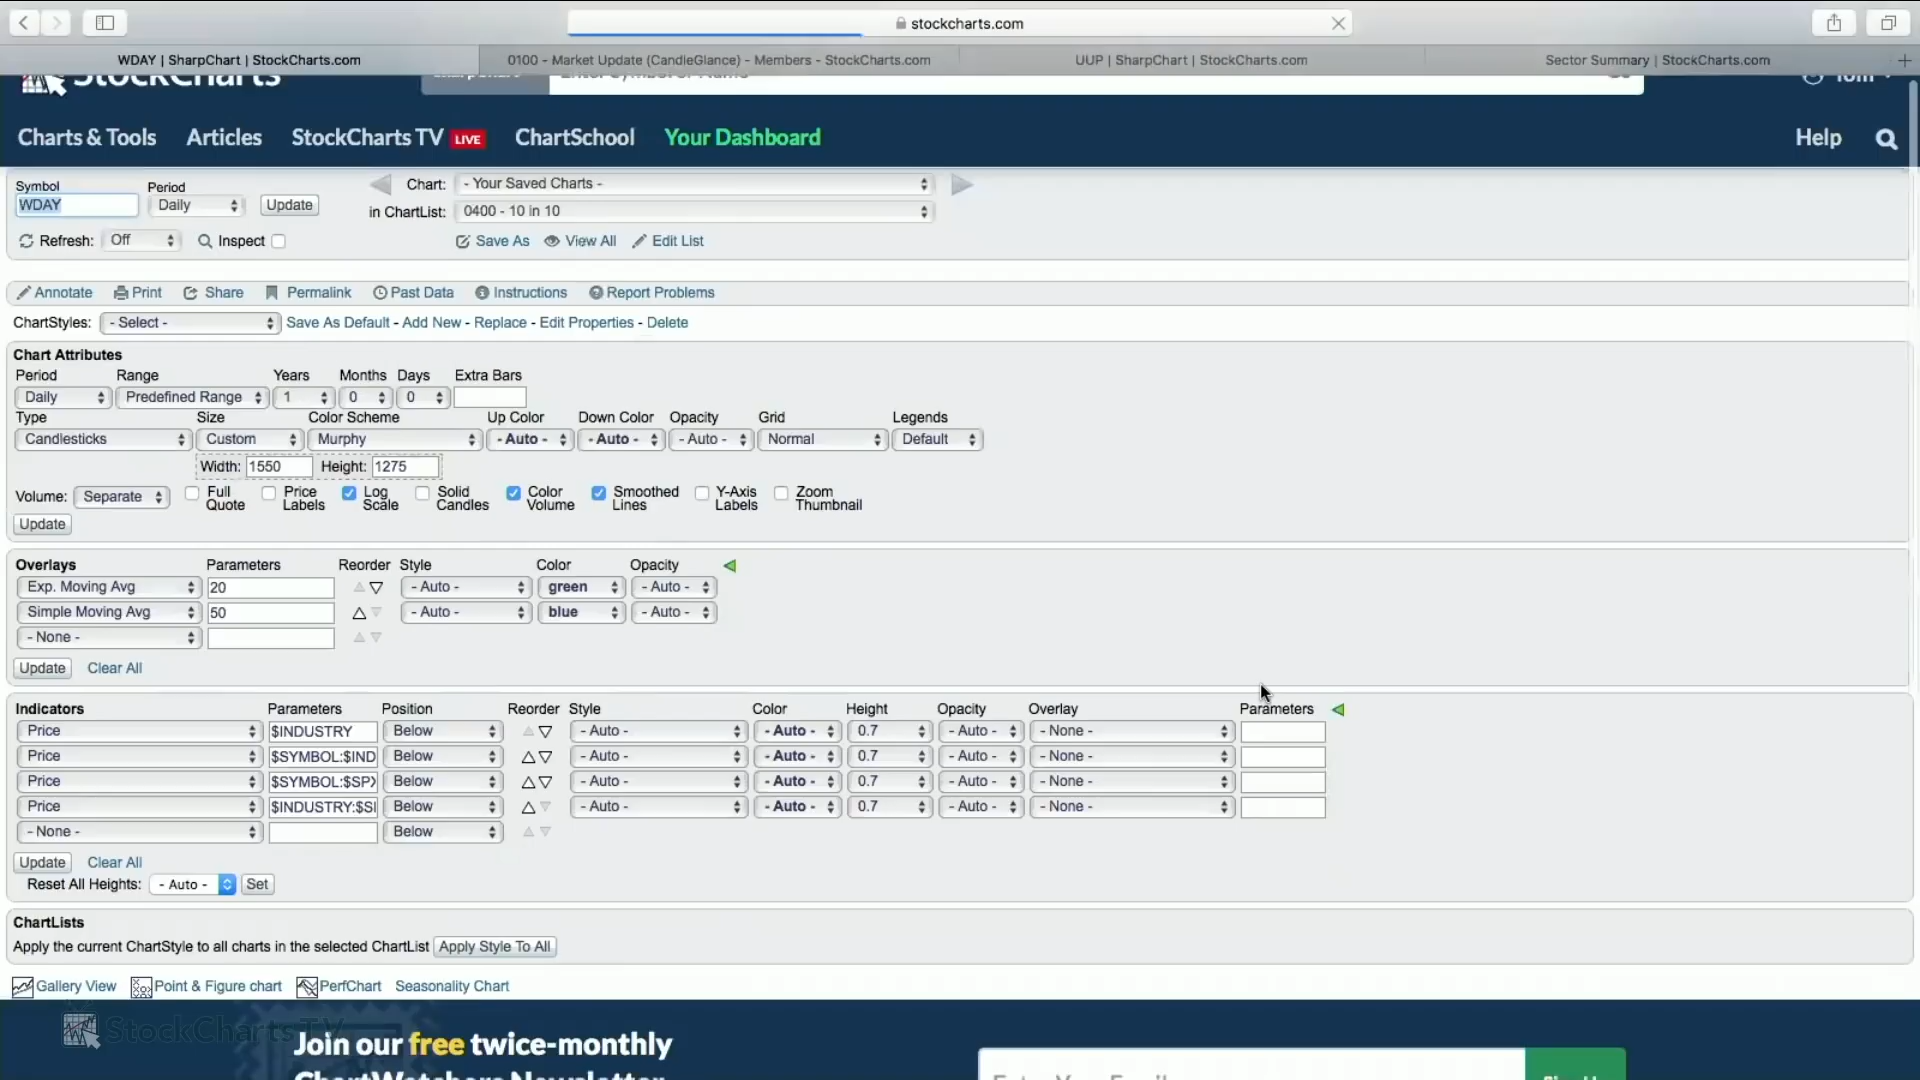 stockcharts.com
WDAY | SharpChart | StockCharts.com
0100 - Market Update (CandleGlance) - Members - StockCharts.com
UUP | SharpChart | StockCharts.com
Sector Summary | StockCharts.com
StockCharts
Tom
Charts & Tools
Articles
StockCharts TV LIVE
ChartSchool
Your Dashboard
Help
Symbol
Period
Chart: - Your Saved Charts -
WDAY
Daily
Update
in ChartList: 0400 - 10 in 10
Refresh: Off
Inspect
Save As
View All
Edit List
Annotate
Print
Share
Permalink
Past Data
Instructions
Report Problems
ChartStyles: - Select - Save As Default - Add New - Replace - Edit Properties - Delete
Chart Attributes
Period Range Years Months Days Extra Bars
Daily Predefined Range 1 0 0
Type Size Color Scheme Up Color Down Color Opacity Grid Legends
Candlesticks Custom Murphy - Auto - - Auto - - Auto - Normal Default
Width: 1550 Height: 1275
Volume: Separate
Full Quote
Price Labels
Log Scale
Solid Candles
Color Volume
Smoothed Lines
Y-Axis Labels
Zoom Thumbnail
Update
Overlays Parameters Reorder Style Color Opacity
Exp. Moving Avg 20 - Auto - green - Auto -
Simple Moving Avg 50 - Auto - blue - Auto -
- None -
Update Clear All
Indicators Parameters Position Reorder Style Color Height Opacity Overlay Parameters
Price $INDUSTRY Below - Auto - - Auto - 0.7 - Auto - - None -
Price $SYMBOL:$IND Below - Auto - - Auto - 0.7 - Auto - - None -
Price $SYMBOL:$SPX Below - Auto - - Auto - 0.7 - Auto - - None -
Price $INDUSTRY:$SI Below - Auto - - Auto - 0.7 - Auto - - None -
- None - Below
Update Clear All
Reset All Heights: - Auto - Set
ChartLists
Apply the current ChartStyle to all charts in the selected ChartList Apply Style To All
Gallery View
Point & Figure chart
PerfChart
Seasonality Chart
StockCharts TV
Join our free twice-monthly
ChartWatchers Newsletter
Enter Your Email